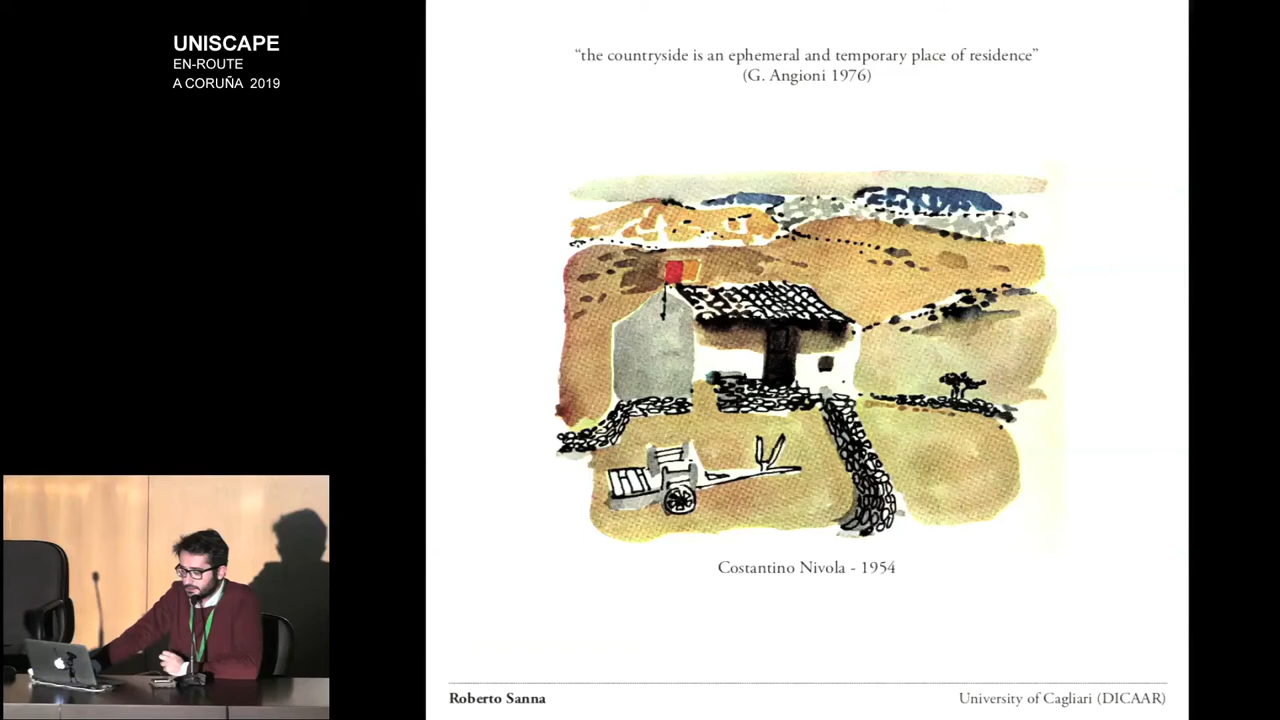 UNISCAPE
EN-ROUTE
A CORUÑA 2019
“the countryside is an ephemeral and temporary place of residence”
(G. Angioni 1976)
Costantino Nivola - 1954
Roberto Sanna
University of Cagliari (DICAAR)